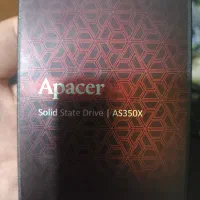 Apacer
Solid State Drive | AS350X